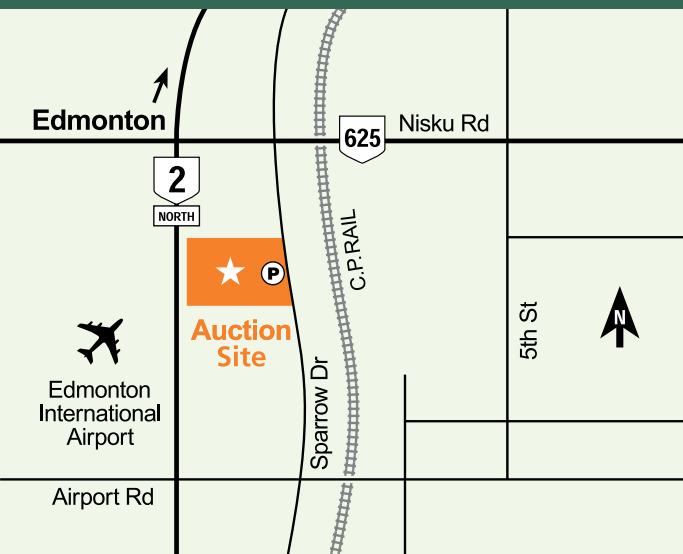 Edmonton
625
Nisku Rd
2
NORTH
P
C.P.RAIL
Auction
Site
5th St
N
Edmonton
International
Airport
Sparrow Dr
Airport Rd